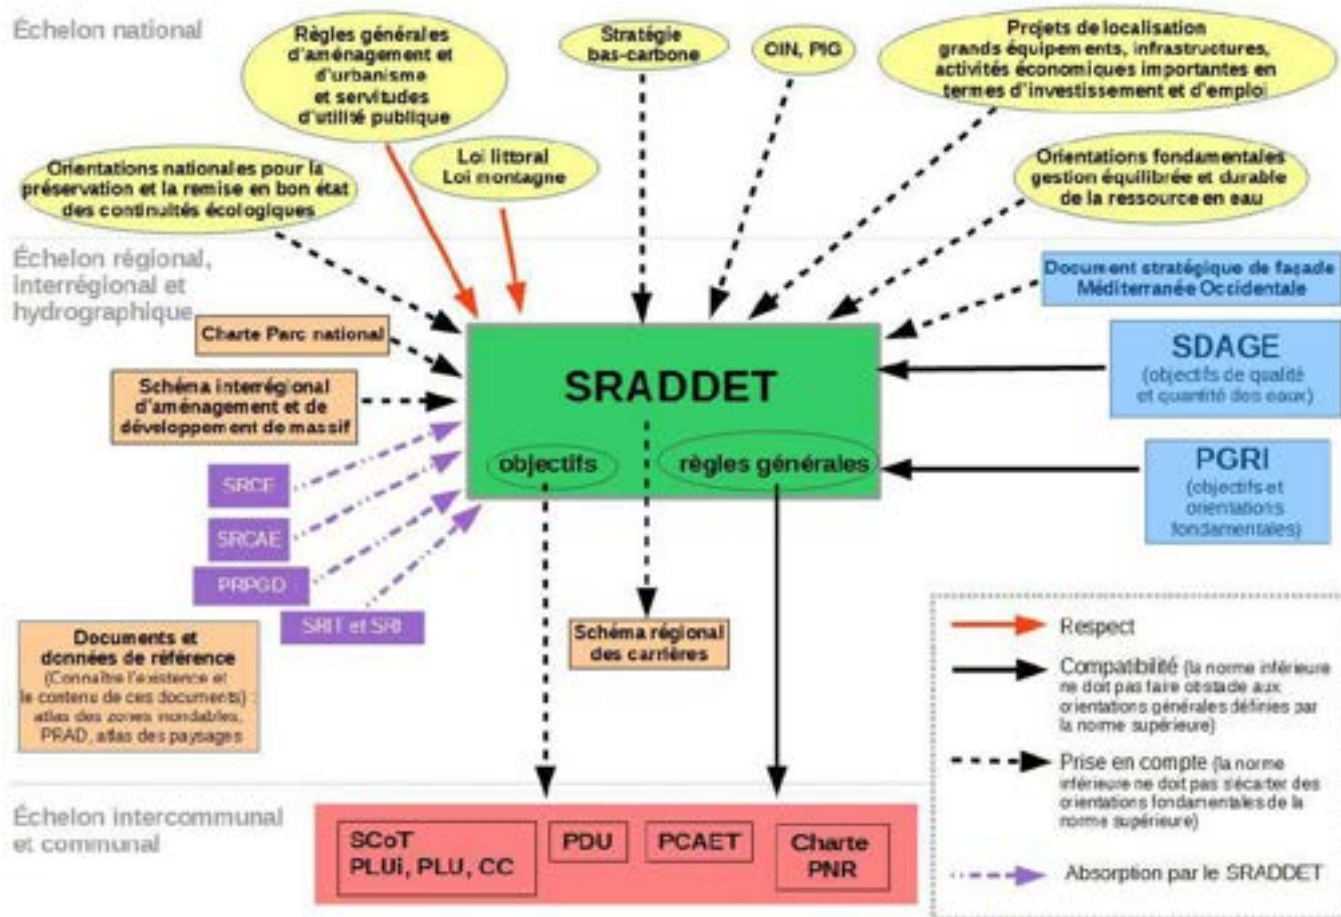 Échelon national
Règles générales
d'aménagement et
d'urbanisme
et servitudes
d'utilité publique
Stratégie
bas-carbone
OIN, PIG
Projets de localisation
grands équipements, infrastructures,
activités économiques importantes en
termes d'investissement et d'emploi
Orientations nationales pour la
préservation et la remise en bon état
des continuités écologiques
Loi littoral
Loi montagne
Orientations fondamentales
gestion équilibrée et durable
de la ressource en eau
Échelon régional,
interrégional et
hydrographique
Document stratégique de façade
Méditerranée Occidentale
Charte Parc national
SDAGE
(objectifs de qualité
et quantité des eaux)
Schéma interrégional
d'aménagement et de
développement de massif
SRADDET
objectifs
règles générales
PGRI
(objectifs et
orientations
fondamentales)
SRCE
SRCAE
PRPGD
SRIT et SRI
Documents et
données de référence
(Connaître l'existence et
le contenu de ces documents) :
atlas des zones inondables,
PRAD, atlas des paysages
Schéma régional
des carrières
Respect
Compatibilité (la norme inférieure
ne doit pas faire obstacle aux
orientations générales définies par
la norme supérieure)
Prise en compte (la norme
inférieure ne doit pas s'écarter des
orientations fondamentales de la
norme supérieure)
Absorption par le SRADDET
Échelon intercommunal
et communal
SCoT
PLUi, PLU, CC
PDU
PCAET
Charte
PNR